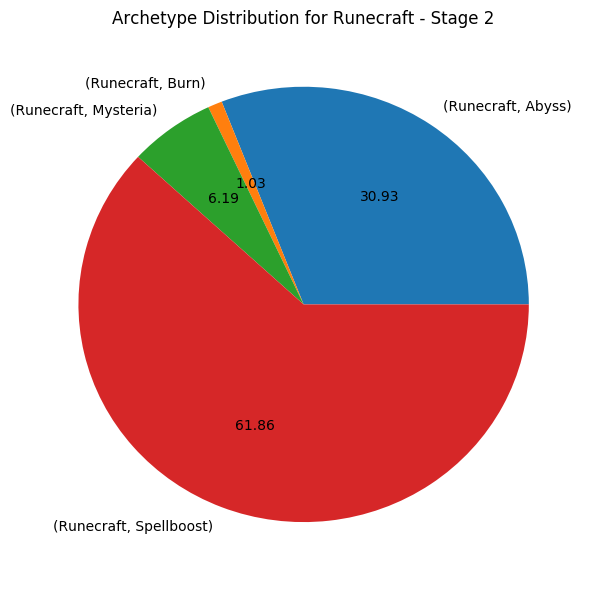 Archetype Distribution for Runecraft - Stage 2
(Runecraft, Burn)
(Runecraft, Abyss)
(Runecraft, Mysteria)
1.03
30.93
6.19
61.86
(Runecraft, Spellboost)